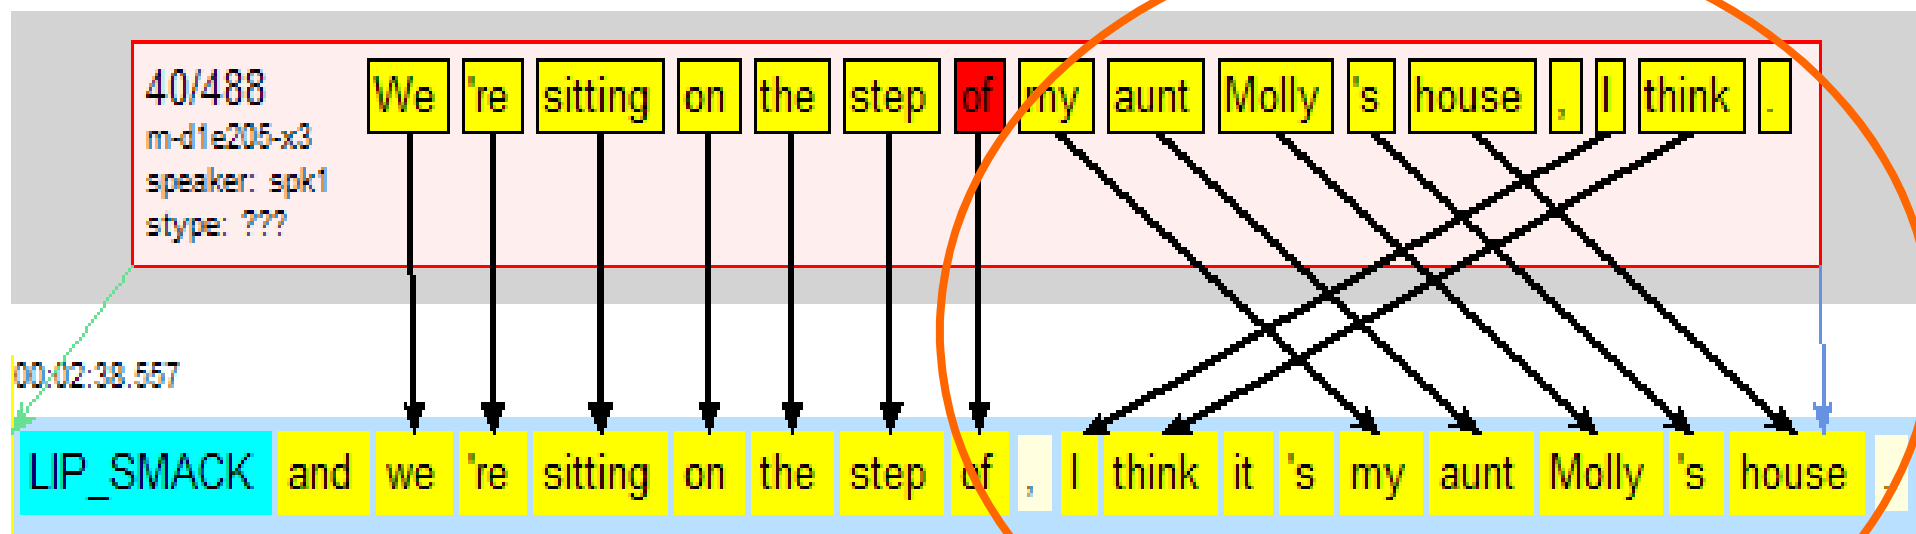 40/488
We 're sitting on the step of my aunt Molly 's house , I think .
m-d1e205-x3
speaker: spk1
stype: ???
00:02:38.557
LIP_SMACK and we 're sitting on the step of , I think it 's my aunt Molly 's house .